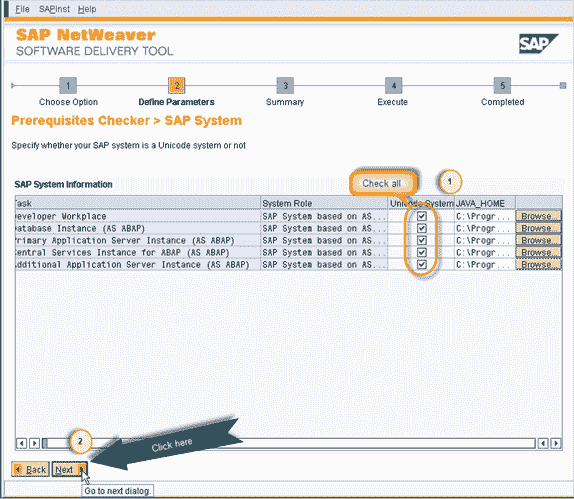 File SAPinst Help
SAP NetWeaver
SOFTWARE DELIVERY TOOL
SAP
1 2 3 4 5
Choose Option Define Parameters Summary Execute Completed
Prerequisites Checker > SAP System
Specify whether your SAP system is a Unicode system or not
Check all 1
SAP System Information
Task System Role Unicode System JAVA_HOME
Developer Workplace SAP System based on AS... C:\Progr... Browse...
Database Instance (AS ABAP) SAP System based on AS... C:\Progr... Browse...
Primary Application Server Instance (AS ABAP) SAP System based on AS... C:\Progr... Browse...
Central Services Instance for ABAP (AS ABAP) SAP System based on AS... C:\Progr... Browse...
Additional Application Server Instance (AS ABAP) SAP System based on AS... C:\Progr... Browse...
2
Click here
Back Next
Go to next dialog.